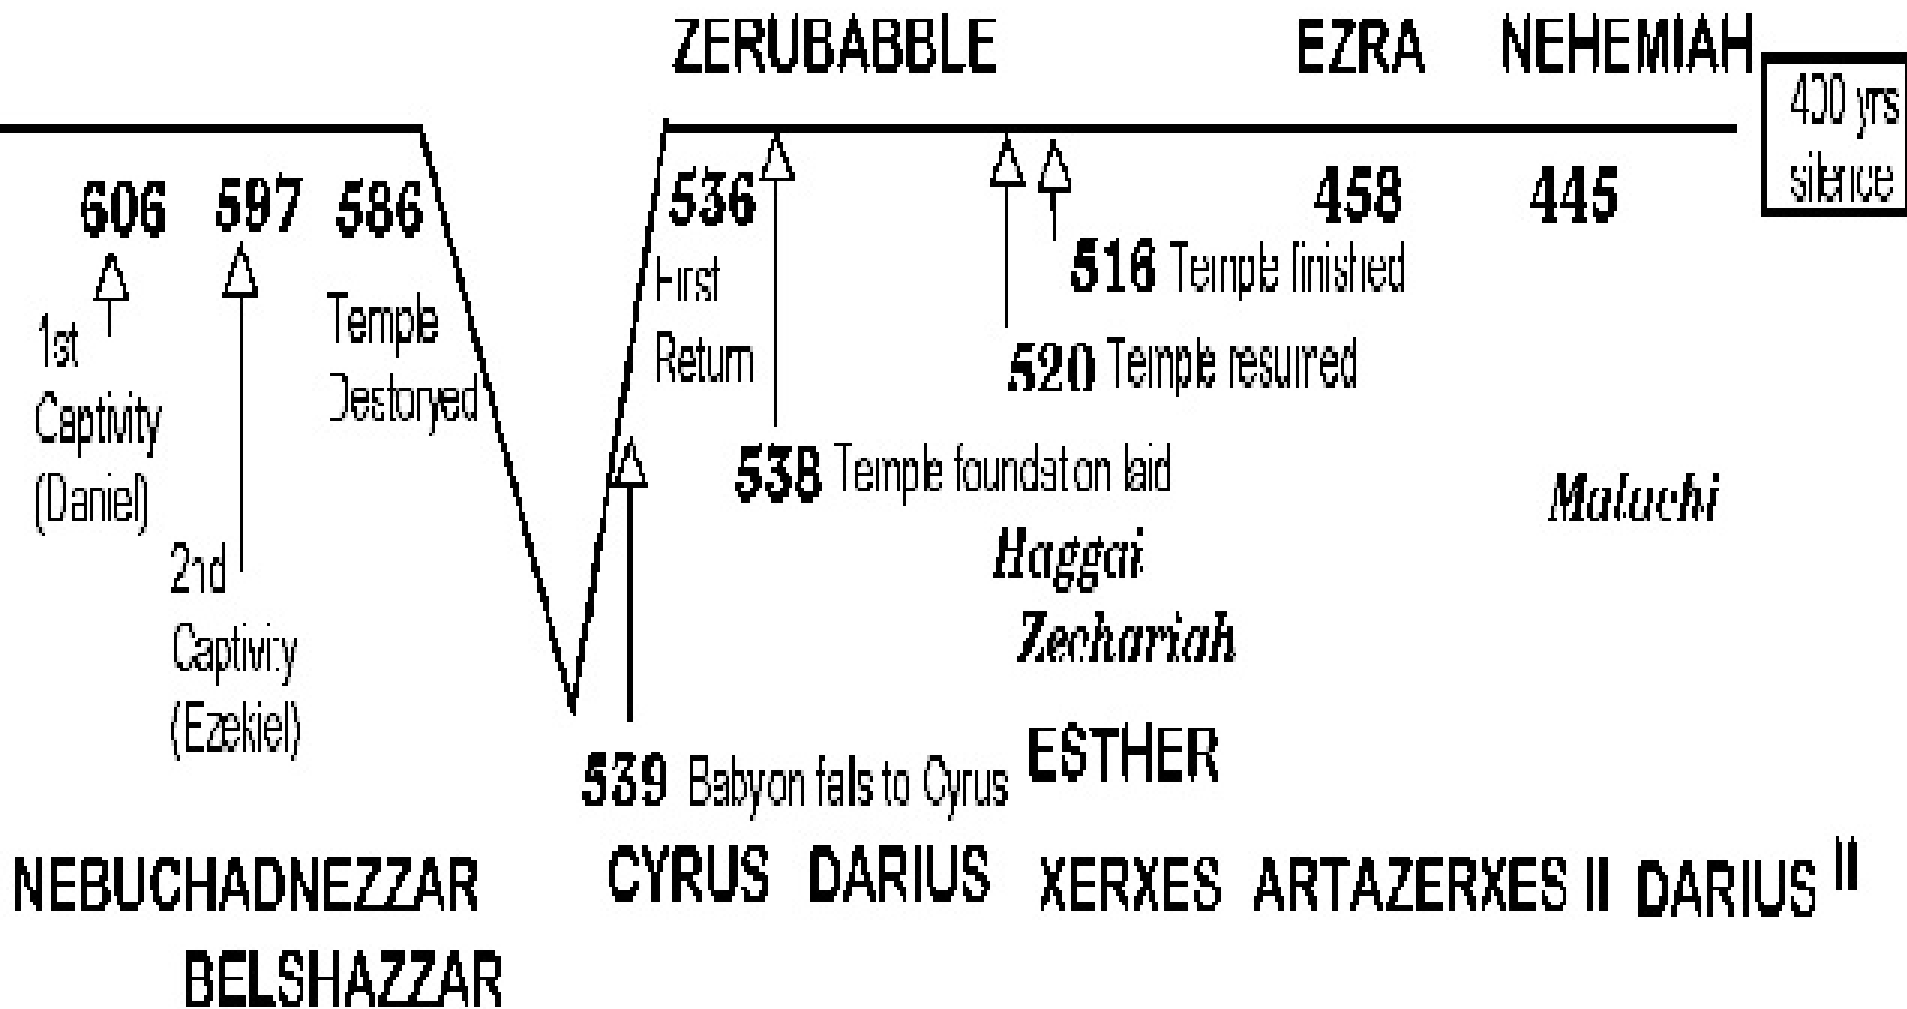 ZERUBABBLE EZRA NEHEMIAH
400 yrs
silence
606 597 586 536 458 445
1st
Captivity
(Daniel)
2nd
Captivity
(Ezekiel)
Temple
Destoryed
First
Return
516 Temple finished
520 Temple resumed
538 Temple foundation laid
Haggai
Zechariah
Malachi
ESTHER
539 Babyon falls to Cyrus
NEBUCHADNEZZAR CYRUS DARIUS XERXES ARTAZERXES II DARIUS II
BELSHAZZAR